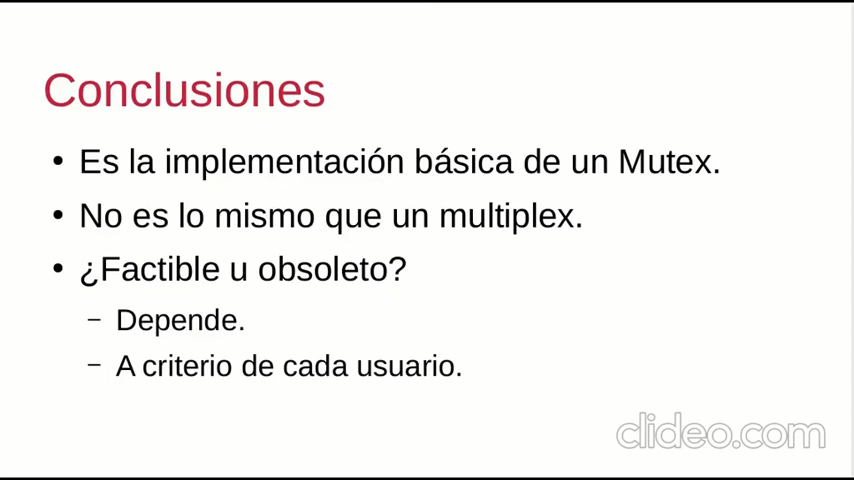 Conclusiones
• Es la implementación básica de un Mutex.
• No es lo mismo que un multiplex.
• ¿Factible u obsoleto?
– Depende.
– A criterio de cada usuario.
clideo.com